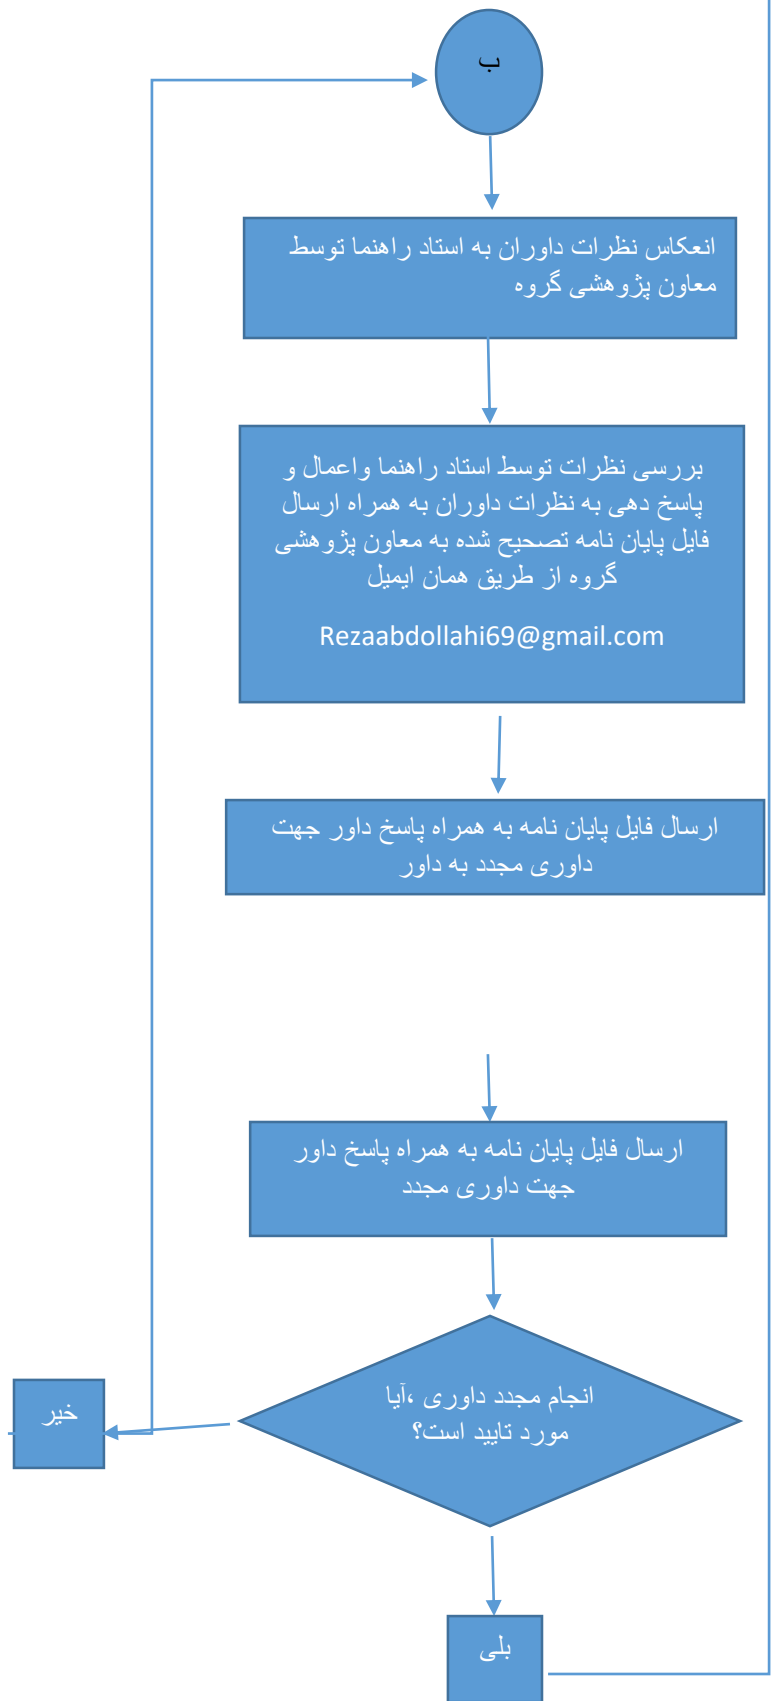 ب
انعکاس نظرات داوران به استاد راهنما توسط
معاون پژوهشی گروه
بررسی نظرات توسط استاد راهنما واعمال و
پاسخ دهی به نظرات داوران به همراه ارسال
فایل پایان نامه تصحیح شده به معاون پژوهشی
گروه از طریق همان ایمیل
Rezaabdollahi69@gmail.com
ارسال فایل پایان نامه به همراه پاسخ داور جهت
داوری مجدد به داور
ارسال فایل پایان نامه به همراه پاسخ داور
جهت داوری مجدد
انجام مجدد داوری ،آیا
مورد تایید است؟
خیر
بلی